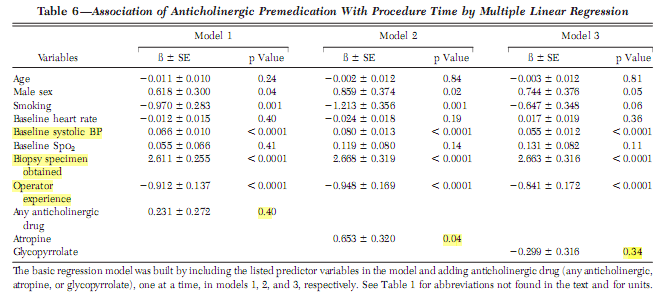 Table 6—Association of Anticholinergic Premedication With Procedure Time by Multiple Linear Regression
Model 1 Model 2 Model 3
Variables ß ± SE p Value ß ± SE p Value ß ± SE p Value
Age −0.011 ± 0.010 0.24 −0.002 ± 0.012 0.84 −0.003 ± 0.012 0.81
Male sex 0.618 ± 0.300 0.04 0.859 ± 0.374 0.02 0.744 ± 0.376 0.05
Smoking −0.970 ± 0.283 0.001 −1.213 ± 0.356 0.001 −0.647 ± 0.348 0.06
Baseline heart rate −0.012 ± 0.015 0.40 −0.024 ± 0.018 0.19 0.017 ± 0.019 0.36
Baseline systolic BP 0.066 ± 0.010 < 0.0001 0.080 ± 0.013 < 0.0001 0.055 ± 0.012 < 0.0001
Baseline SpO₂ 0.055 ± 0.066 0.41 0.119 ± 0.080 0.14 0.131 ± 0.082 0.11
Biopsy specimen 2.611 ± 0.255 < 0.0001 2.668 ± 0.319 < 0.0001 2.663 ± 0.316 < 0.0001
obtained
Operator −0.912 ± 0.137 < 0.0001 −0.948 ± 0.169 < 0.0001 −0.841 ± 0.172 < 0.0001
experience
Any anticholinergic 0.231 ± 0.272 0.40
drug
Atropine 0.653 ± 0.320 0.04
Glycopyrrolate −0.299 ± 0.316 0.34
The basic regression model was built by including the listed predictor variables in the model and adding anticholinergic drug (any anticholinergic,
atropine, or glycopyrrolate), one at a time, in models 1, 2, and 3, respectively. See Table 1 for abbreviations not found in the text and for units.